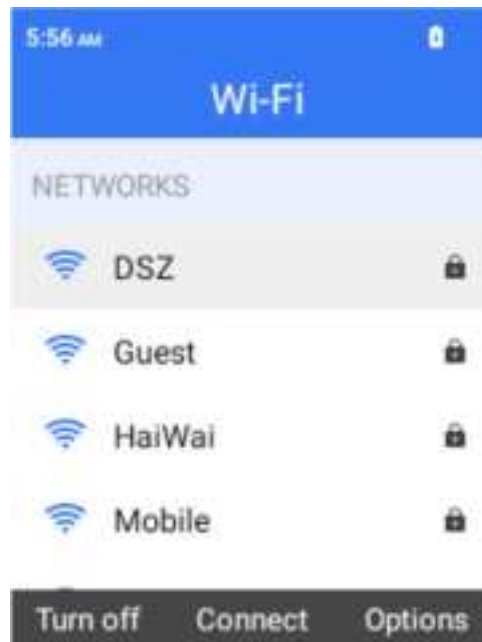 5:56 AM
Wi-Fi
NETWORKS
DSZ
Guest
HaiWai
Mobile
Turn off Connect Options